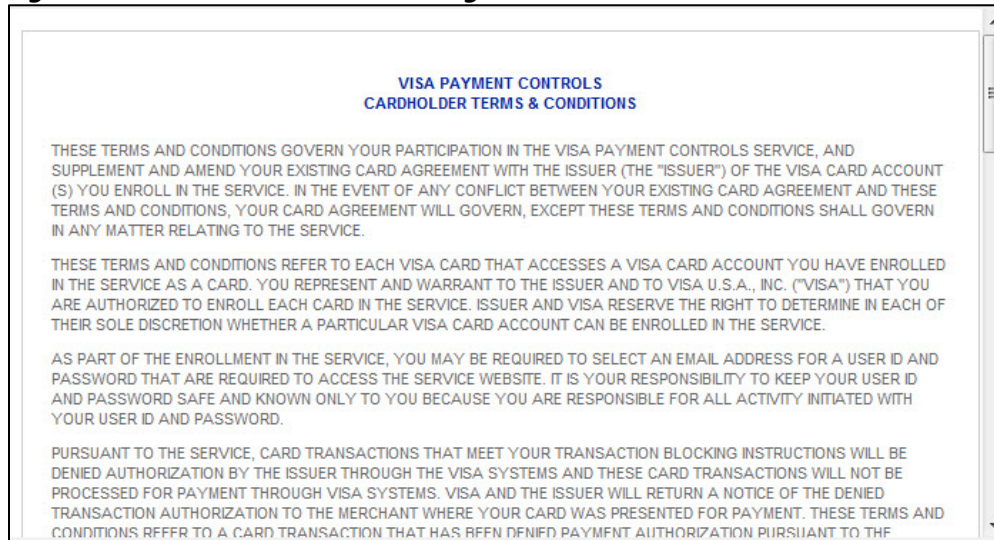 VISA PAYMENT CONTROLS
CARDHOLDER TERMS & CONDITIONS
THESE TERMS AND CONDITIONS GOVERN YOUR PARTICIPATION IN THE VISA PAYMENT CONTROLS SERVICE, AND
SUPPLEMENT AND AMEND YOUR EXISTING CARD AGREEMENT WITH THE ISSUER (THE "ISSUER") OF THE VISA CARD ACCOUNT
(S) YOU ENROLL IN THE SERVICE. IN THE EVENT OF ANY CONFLICT BETWEEN YOUR EXISTING CARD AGREEMENT AND THESE
TERMS AND CONDITIONS, YOUR CARD AGREEMENT WILL GOVERN, EXCEPT THESE TERMS AND CONDITIONS SHALL GOVERN
IN ANY MATTER RELATING TO THE SERVICE.
THESE TERMS AND CONDITIONS REFER TO EACH VISA CARD THAT ACCESSES A VISA CARD ACCOUNT YOU HAVE ENROLLED
IN THE SERVICE AS A CARD. YOU REPRESENT AND WARRANT TO THE ISSUER AND TO VISA U.S.A., INC. ("VISA") THAT YOU
ARE AUTHORIZED TO ENROLL EACH CARD IN THE SERVICE. ISSUER AND VISA RESERVE THE RIGHT TO DETERMINE IN EACH OF
THEIR SOLE DISCRETION WHETHER A PARTICULAR VISA CARD ACCOUNT CAN BE ENROLLED IN THE SERVICE.
AS PART OF THE ENROLLMENT IN THE SERVICE, YOU MAY BE REQUIRED TO SELECT AN EMAIL ADDRESS FOR A USER ID AND
PASSWORD THAT ARE REQUIRED TO ACCESS THE SERVICE WEBSITE. IT IS YOUR RESPONSIBILITY TO KEEP YOUR USER ID
AND PASSWORD SAFE AND KNOWN ONLY TO YOU BECAUSE YOU ARE RESPONSIBLE FOR ALL ACTIVITY INITIATED WITH
YOUR USER ID AND PASSWORD.
PURSUANT TO THE SERVICE, CARD TRANSACTIONS THAT MEET YOUR TRANSACTION BLOCKING INSTRUCTIONS WILL BE
DENIED AUTHORIZATION BY THE ISSUER THROUGH THE VISA SYSTEMS AND THESE CARD TRANSACTIONS WILL NOT BE
PROCESSED FOR PAYMENT THROUGH VISA SYSTEMS. VISA AND THE ISSUER WILL RETURN A NOTICE OF THE DENIED
TRANSACTION AUTHORIZATION TO THE MERCHANT WHERE YOUR CARD WAS PRESENTED FOR PAYMENT. THESE TERMS AND
CONDITIONS REFER TO A CARD TRANSACTION THAT HAS BEEN DENIED PAYMENT AUTHORIZATION PURSUANT TO THE